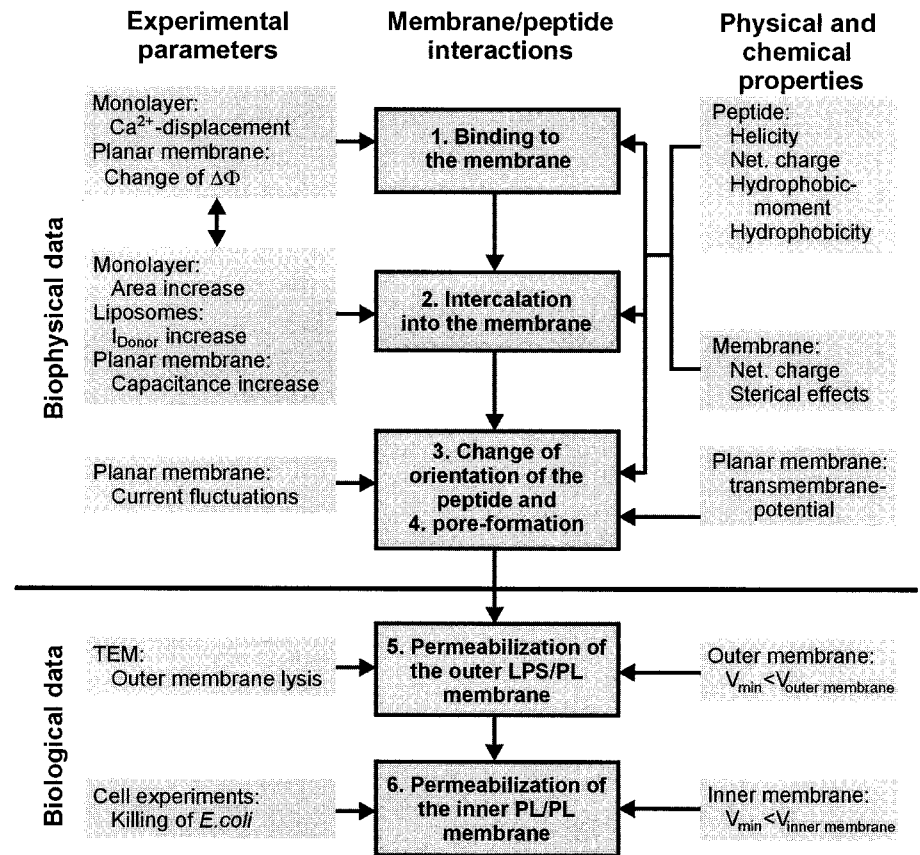 Experimental
parameters
Membrane/peptide
interactions
Physical and
chemical
properties
Biophysical data
Monolayer:
Ca²⁺-displacement
Planar membrane:
Change of ΔΦ
Monolayer:
Area increase
Liposomes:
I_Donor increase
Planar membrane:
Capacitance increase
Planar membrane:
Current fluctuations
1. Binding to
the membrane
2. Intercalation
into the membrane
3. Change of
orientation of the
peptide and
4. pore-formation
Peptide:
Helicity
Net. charge
Hydrophobic-
moment
Hydrophobicity
Membrane:
Net. charge
Sterical effects
Planar membrane:
transmembrane-
potential
Biological data
TEM:
Outer membrane lysis
Cell experiments:
Killing of E.coli
5. Permeabilization of
the outer LPS/PL
membrane
6. Permeabilization of
the inner PL/PL
membrane
Outer membrane:
V_min<V_outer membrane
Inner membrane:
V_min<V_inner membrane